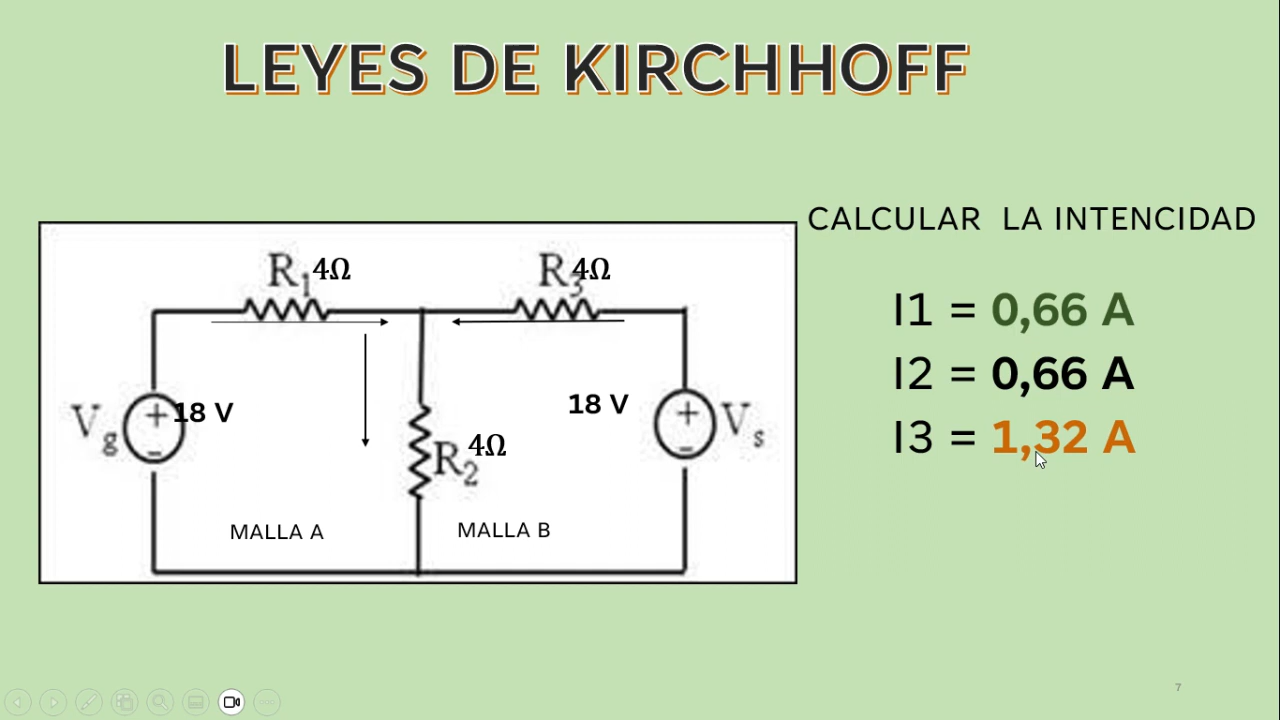 LEYES DE KIRCHHOFF
CALCULAR LA INTENCIDAD
I1 = 0,66 A
I2 = 0,66 A
I3 = 1,32 A
R1 4Ω
R3 4Ω
Vg + - 18 V
18 V + - Vs
R2 4Ω
MALLA A
MALLA B
7